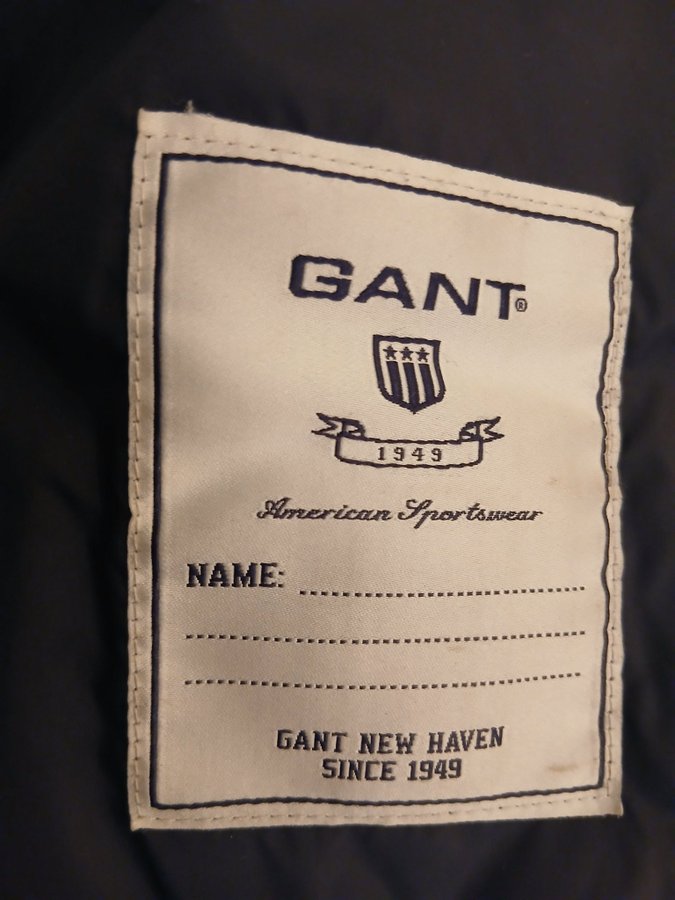 GANT®
1949
American Sportswear
NAME:
GANT NEW HAVEN
SINCE 1949